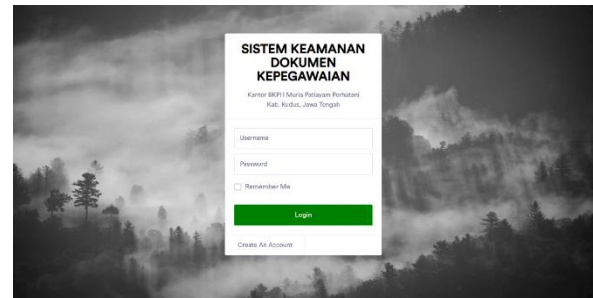 SISTEM KEAMANAN
DOKUMEN
KEPEGAWAIAN
Kantor BKPH Muria Patiayam Perhutani
Kab. Kudus, Jawa Tengah
Username
Password
Remember Me
Login
Create An Account